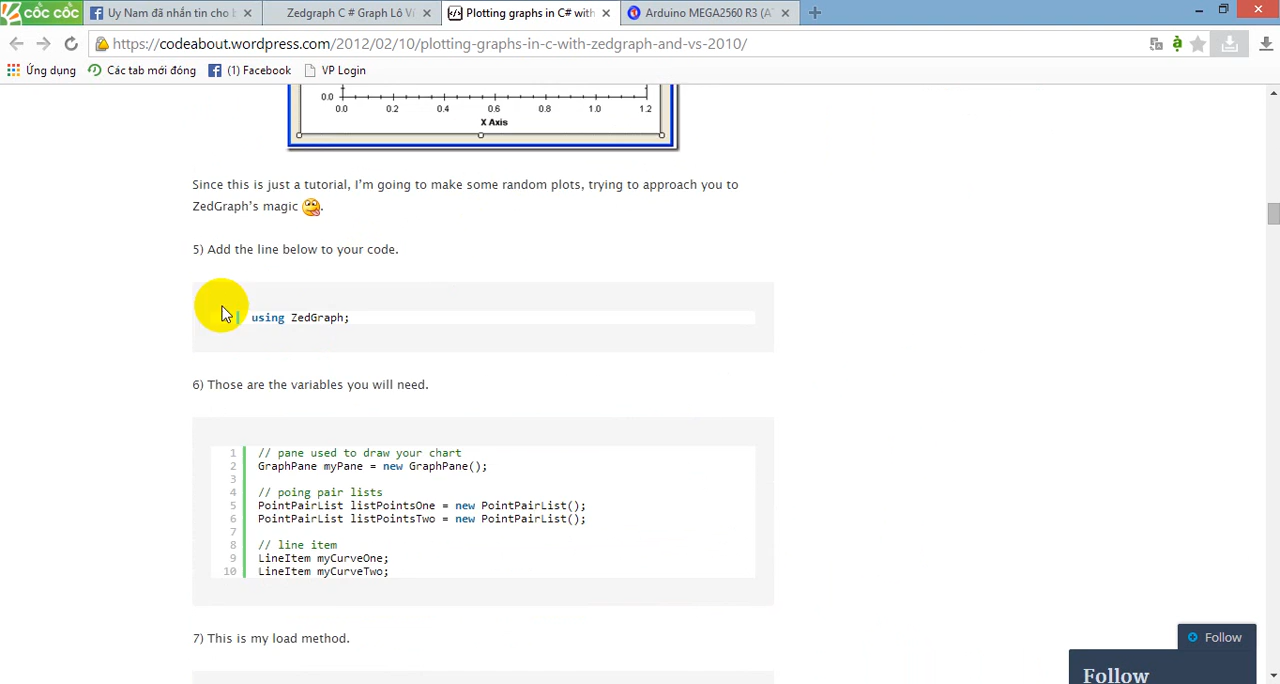 cốc cốc
Uy Nam đã nhắn tin cho b
Zedgraph C # Graph Lô Ví
Plotting graphs in C# with
Arduino MEGA2560 R3 (AT
https://codeabout.wordpress.com/2012/02/10/plotting-graphs-in-c-with-zedgraph-and-vs-2010/
Ứng dụng
Các tab mới đóng
(1) Facebook
VP Login
0.0
0.0 0.2 0.4 0.6 0.8 1.0 1.2
X Axis
Since this is just a tutorial, I'm going to make some random plots, trying to approach you to
ZedGraph's magic .
5) Add the line below to your code.
using ZedGraph;
6) Those are the variables you will need.
1 // pane used to draw your chart
2 GraphPane myPane = new GraphPane();
3
4 // poing pair lists
5 PointPairList listPointsOne = new PointPairList();
6 PointPairList listPointsTwo = new PointPairList();
7
8 // line item
9 LineItem myCurveOne;
10 LineItem myCurveTwo;
7) This is my load method.
Follow
Follow